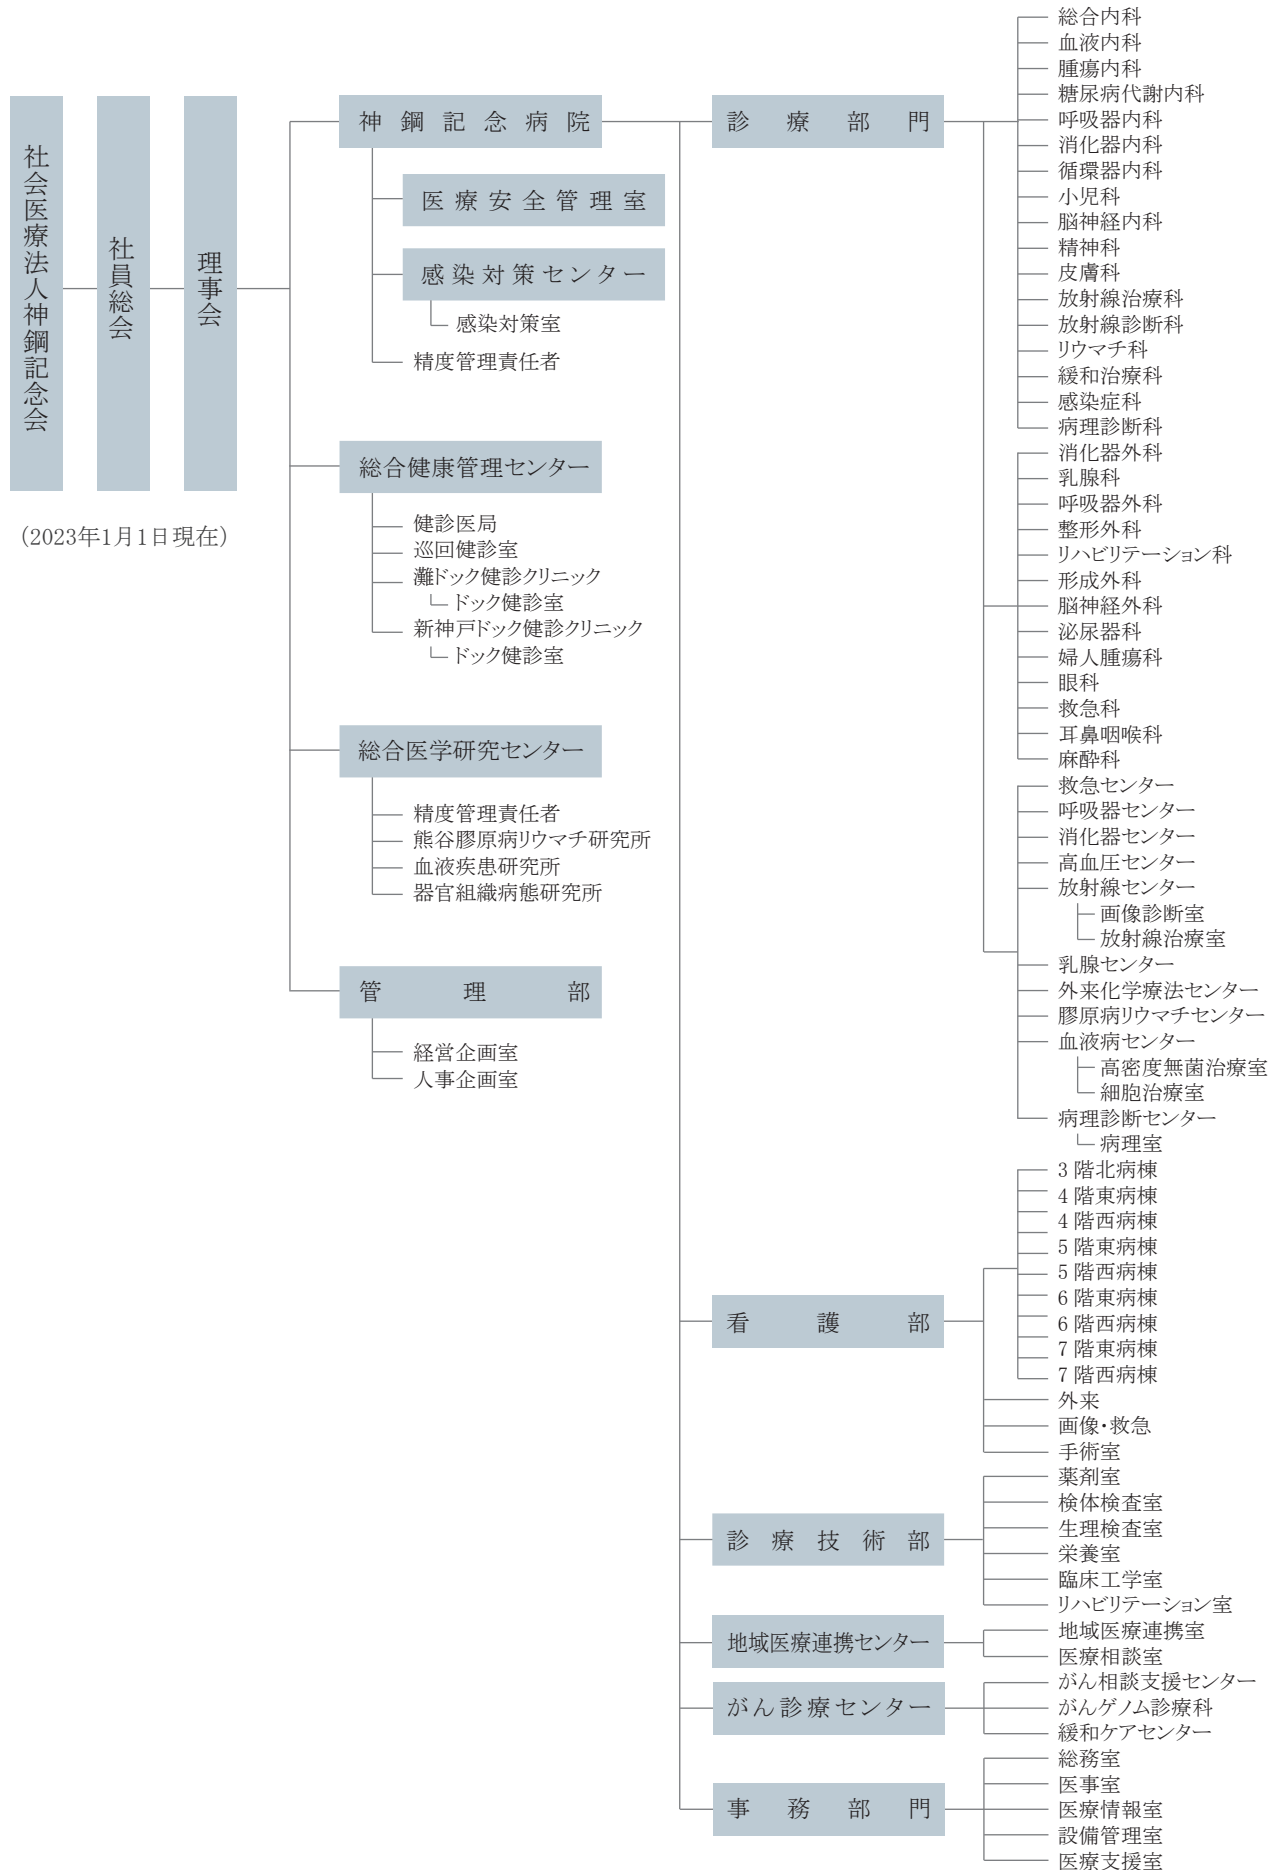 社会医療法人神鋼記念会
社員総会
理事会
(2023年1月1日現在)
神鋼記念病院
医療安全管理室
感染対策センター
感染対策室
精度管理責任者
総合健康管理センター
健診医局
巡回健診室
灘ドック健診クリニック
ドック健診室
新神戸ドック健診クリニック
ドック健診室
総合医学研究センター
精度管理責任者
熊谷膠原病リウマチ研究所
血液疾患研究所
器官組織病態研究所
管理部
経営企画室
人事企画室
診療部門
総合内科
血液内科
腫瘍内科
糖尿病代謝内科
呼吸器内科
消化器内科
循環器内科
小児科
脳神経内科
精神科
皮膚科
放射線治療科
放射線診断科
リウマチ科
緩和治療科
感染症科
病理診断科
消化器外科
乳腺科
呼吸器外科
整形外科
リハビリテーション科
形成外科
脳神経外科
泌尿器科
婦人腫瘍科
眼科
救急科
耳鼻咽喉科
麻酔科
救急センター
呼吸器センター
消化器センター
高血圧センター
放射線センター
画像診断室
放射線治療室
乳腺センター
外来化学療法センター
膠原病リウマチセンター
血液病センター
高密度無菌治療室
細胞治療室
病理診断センター
病理室
看護部
3階北病棟
4階東病棟
4階西病棟
5階東病棟
5階西病棟
6階東病棟
6階西病棟
7階東病棟
7階西病棟
外来
画像・救急
手術室
診療技術部
薬剤室
検体検査室
生理検査室
栄養室
臨床工学室
リハビリテーション室
地域医療連携センター
地域医療連携室
医療相談室
がん診療センター
がん相談支援センター
がんゲノム診療科
緩和ケアセンター
事務部門
総務室
医事室
医療情報室
設備管理室
医療支援室